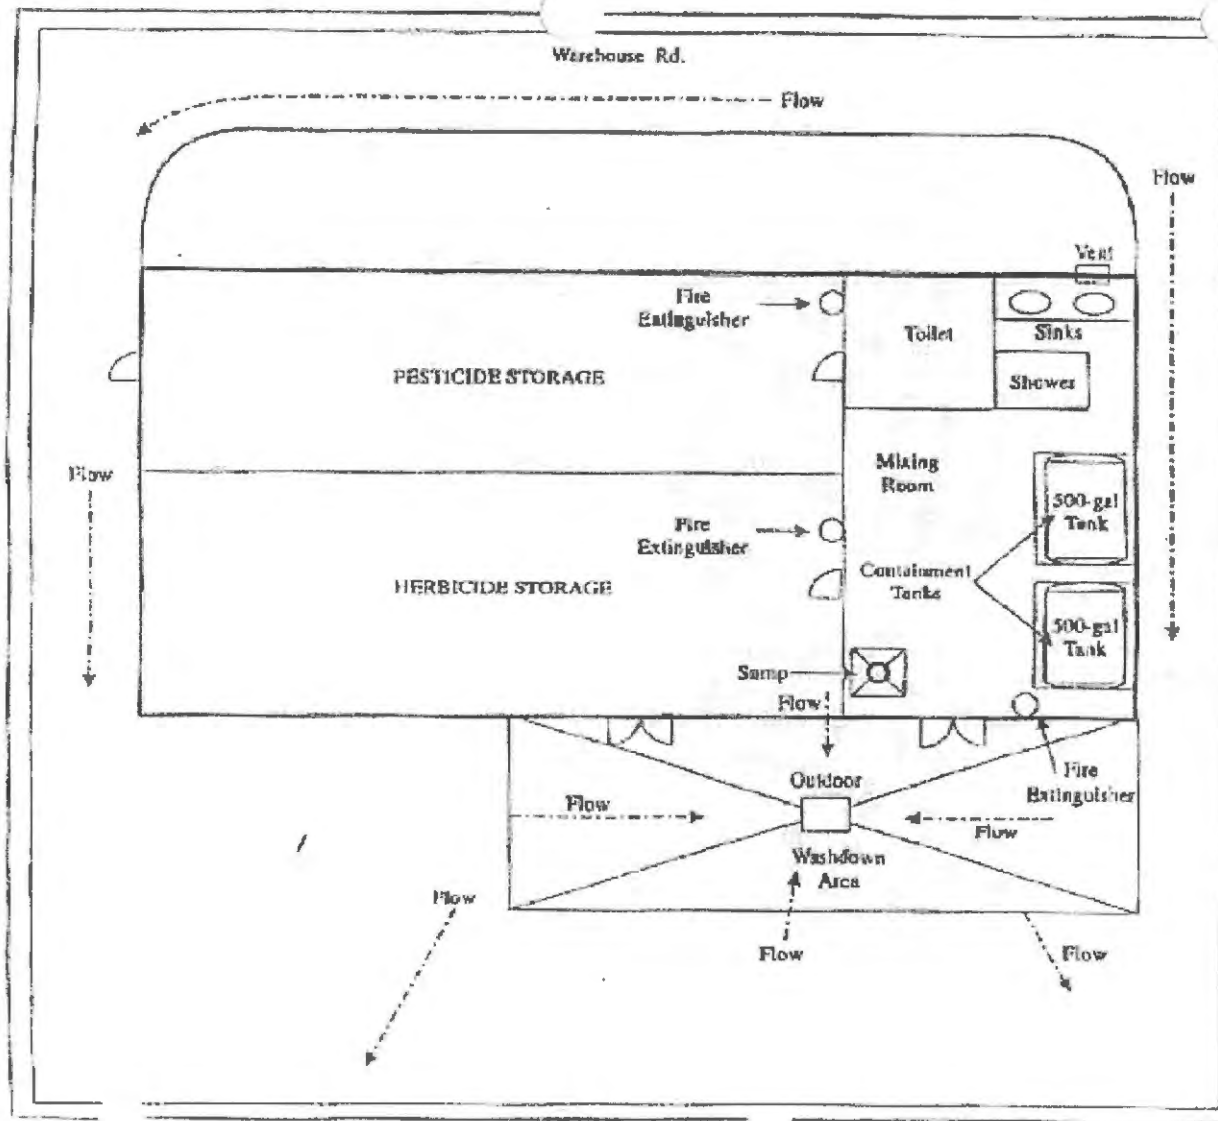 Warehouse Rd.
Flow
Flow
Vent
Fire
Extinguisher
Toilet
Sinks
PESTICIDE STORAGE
Shower
Flow
Mixing
Room
500-gal
Tank
Fire
Extinguisher
Containment
Tanks
HERBICIDE STORAGE
500-gal
Tank
Sump
Flow
Outdoor
Fire
Extinguisher
Flow
Flow
Washdown
Area
Flow
Flow
Flow